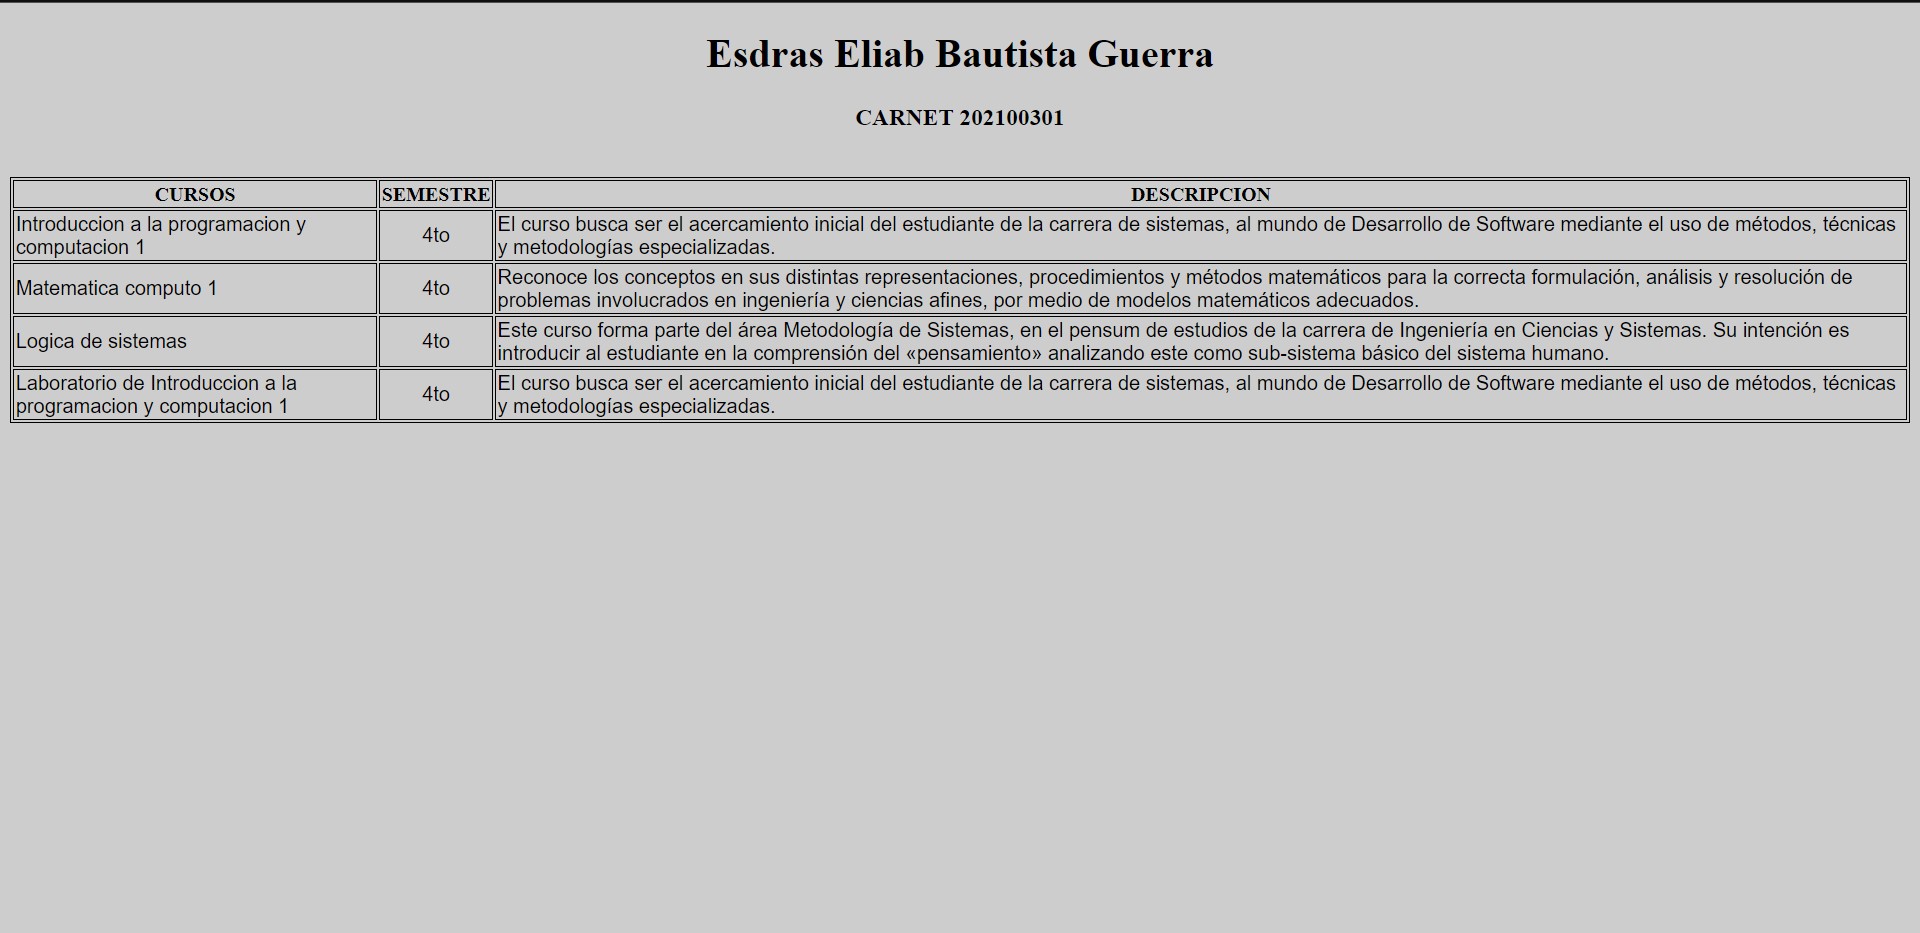 Esdras Eliab Bautista Guerra
CARNET 202100301
CURSOS SEMESTRE DESCRIPCION
Introduccion a la programacion y
computacion 1
4to
El curso busca ser el acercamiento inicial del estudiante de la carrera de sistemas, al mundo de Desarrollo de Software mediante el uso de métodos, técnicas
y metodologías especializadas.
Matematica computo 1
4to
Reconoce los conceptos en sus distintas representaciones, procedimientos y métodos matemáticos para la correcta formulación, análisis y resolución de
problemas involucrados en ingeniería y ciencias afines, por medio de modelos matemáticos adecuados.
Logica de sistemas
4to
Este curso forma parte del área Metodología de Sistemas, en el pensum de estudios de la carrera de Ingeniería en Ciencias y Sistemas. Su intención es
introducir al estudiante en la comprensión del «pensamiento» analizando este como sub-sistema básico del sistema humano.
Laboratorio de Introduccion a la
programacion y computacion 1
4to
El curso busca ser el acercamiento inicial del estudiante de la carrera de sistemas, al mundo de Desarrollo de Software mediante el uso de métodos, técnicas
y metodologías especializadas.